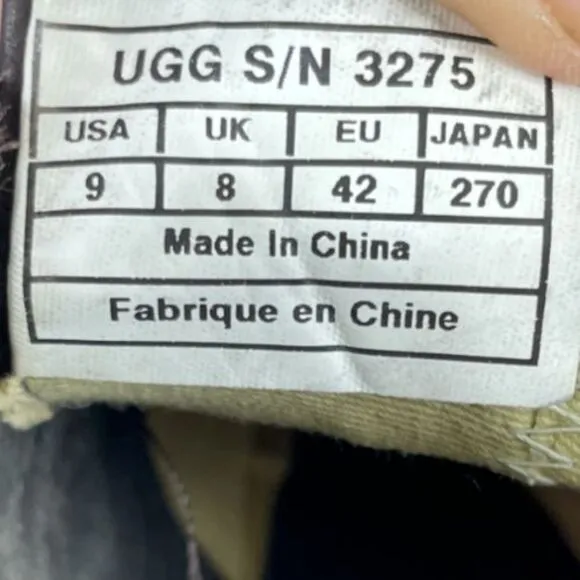 UGG S/N 3275
USA UK EU JAPAN
9 8 42 270
Made In China
Fabrique en Chine